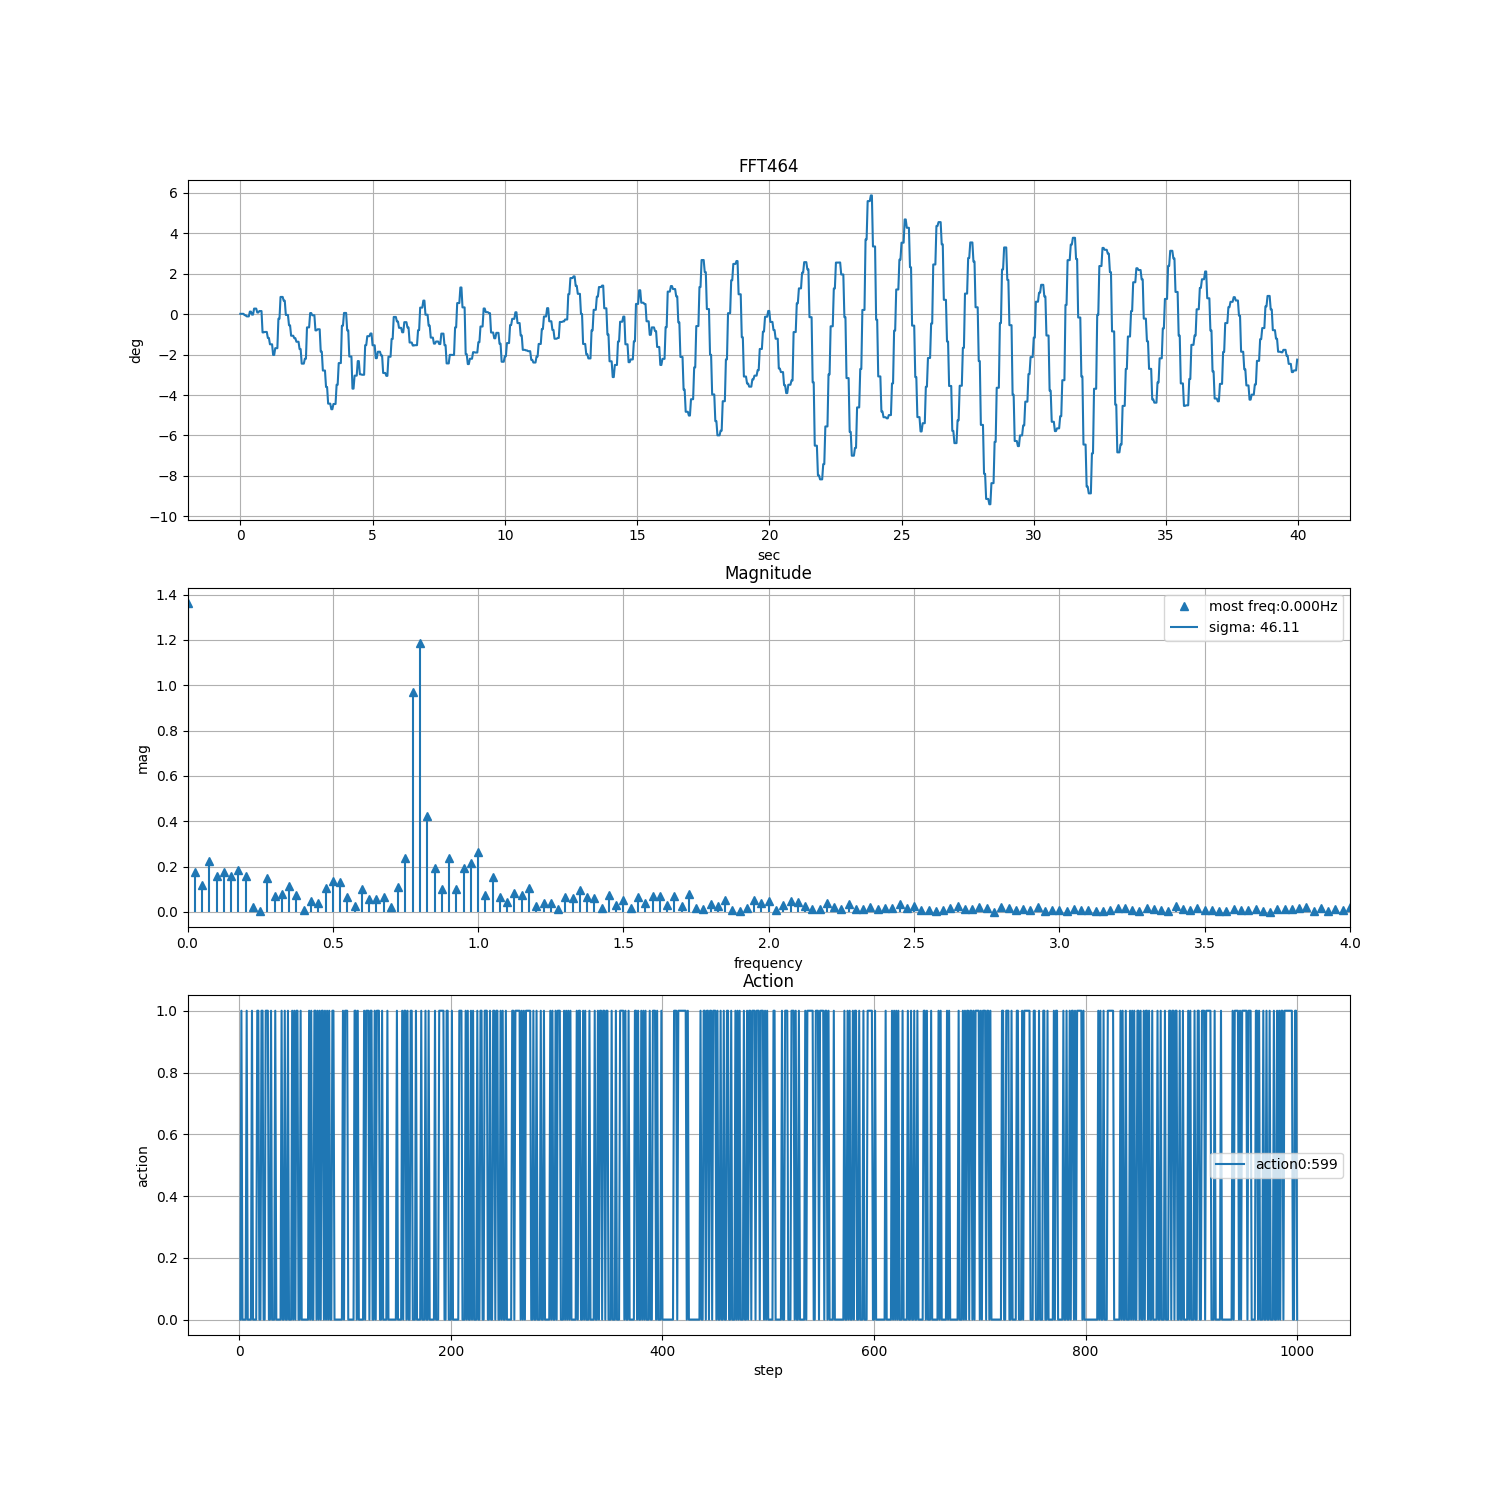 FFT464
6
4
2
0
−2
−4
−6
−8
−10
deg
0 5 10 15 20 25 30 35 40
sec
Magnitude
1.4
1.2
1.0
0.8
0.6
0.4
0.2
0.0
mag
most freq:0.000Hz
sigma: 46.11
0.0 0.5 1.0 1.5 2.0 2.5 3.0 3.5 4.0
frequency
Action
1.0
0.8
0.6
0.4
0.2
0.0
action
action0:599
0 200 400 600 800 1000
step